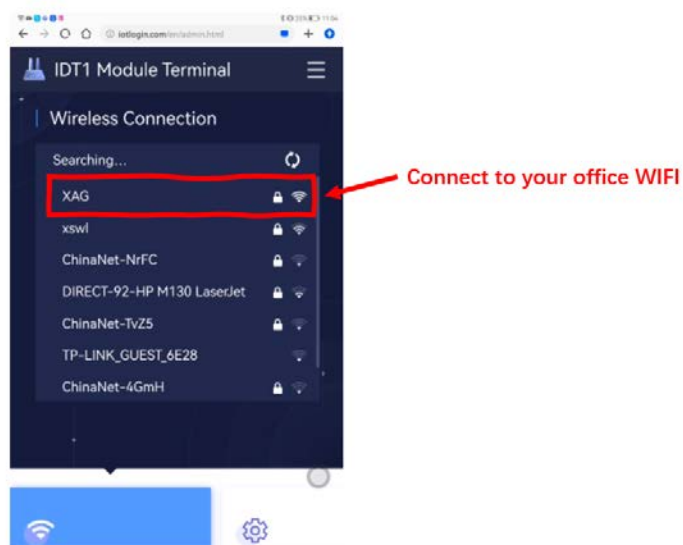 iotlogin.com/en/admin.html
IDT1 Module Terminal
Wireless Connection
Searching...
XAG
Connect to your office WIFI
xswl
ChinaNet-NrFC
DIRECT-92-HP M130 LaserJet
ChinaNet-TvZ5
TP-LINK_GUEST_6E28
ChinaNet-4GmH